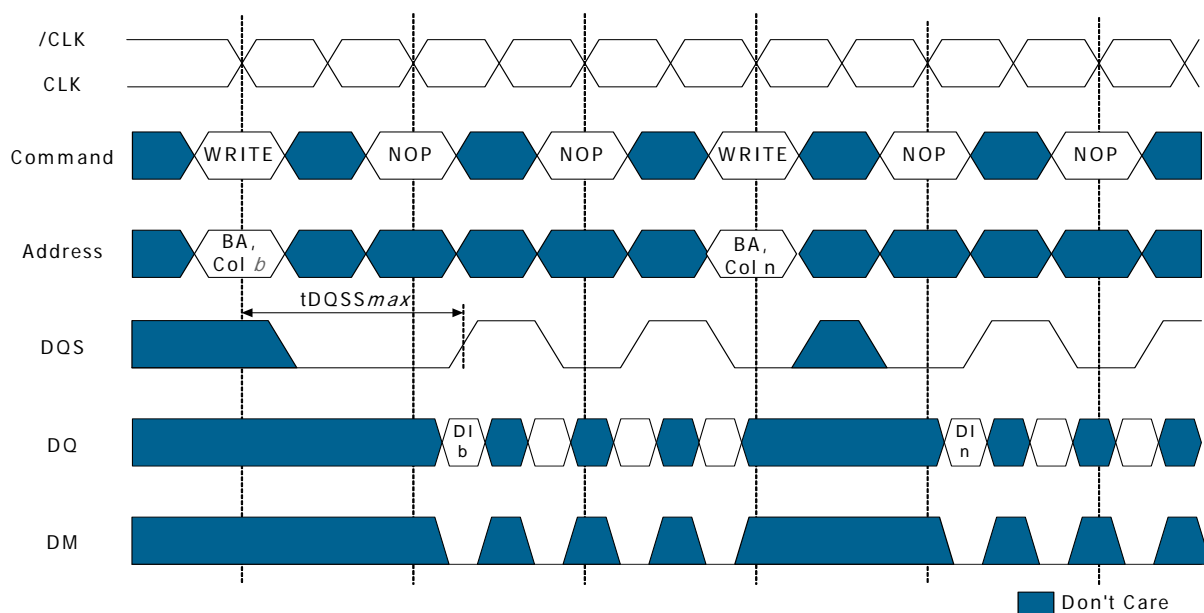 /CLK
CLK
Command WRITE NOP NOP WRITE NOP NOP
Address BA, Col b BA, Col n
tDQSSmax
DQS
DQ DI b DI n
DM
Don't Care